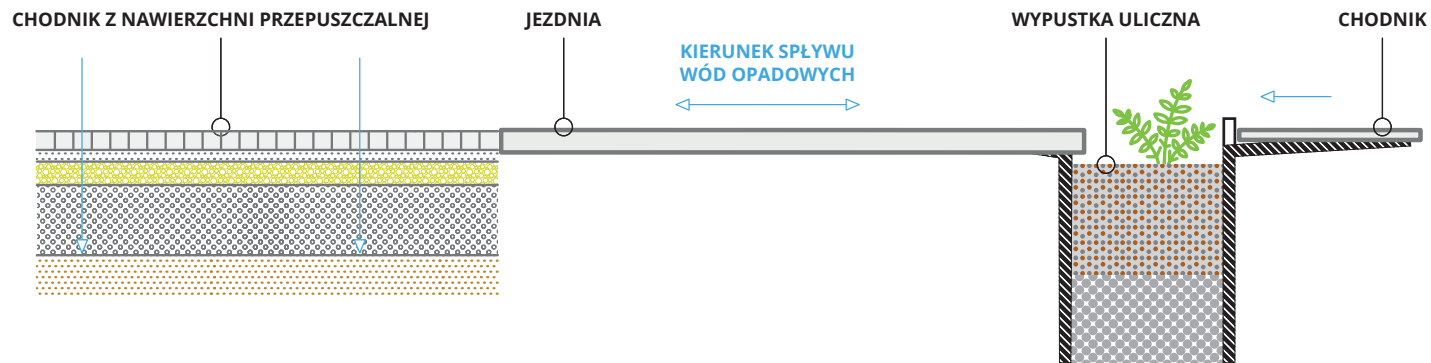 CHODNIK Z NAWIERZCHNI PRZEPUSZCZALNEJ
JEZDNIA
KIERUNEK SPŁYWU
WÓD OPADOWYCH
WYPUSTKA ULICZNA
CHODNIK